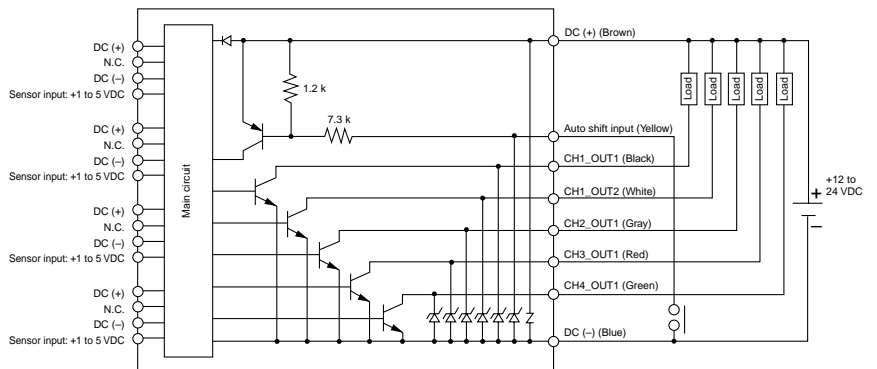 DC (+)
N.C.
DC (–)
Sensor input: +1 to 5 VDC
DC (+)
N.C.
DC (–)
Sensor input: +1 to 5 VDC
DC (+)
N.C.
DC (–)
Sensor input: +1 to 5 VDC
DC (+)
N.C.
DC (–)
Sensor input: +1 to 5 VDC
Main circuit
1.2 k
7.3 k
DC (+) (Brown)
Auto shift input (Yellow)
CH1_OUT1 (Black)
CH1_OUT2 (White)
CH2_OUT1 (Gray)
CH3_OUT1 (Red)
CH4_OUT1 (Green)
DC (–) (Blue)
Load
Load
Load
Load
Load
+12 to
24 VDC
+
–